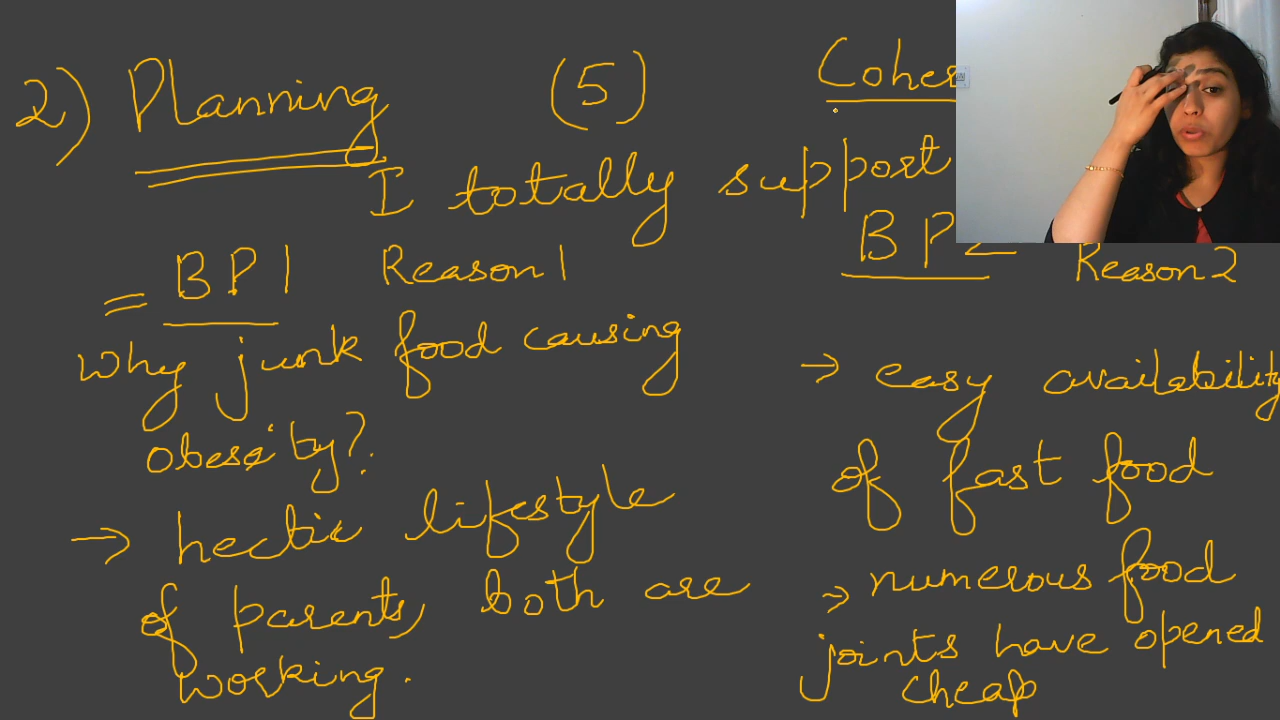 2) Planning (5) Coher
I totally support
= BP1 Reason 1
Why junk food causing
obesity?
→ hectic lifestyle
of parents, both are
working.
BP2 Reason 2
→ easy availability
of fast food
→ numerous food
joints have opened
cheap